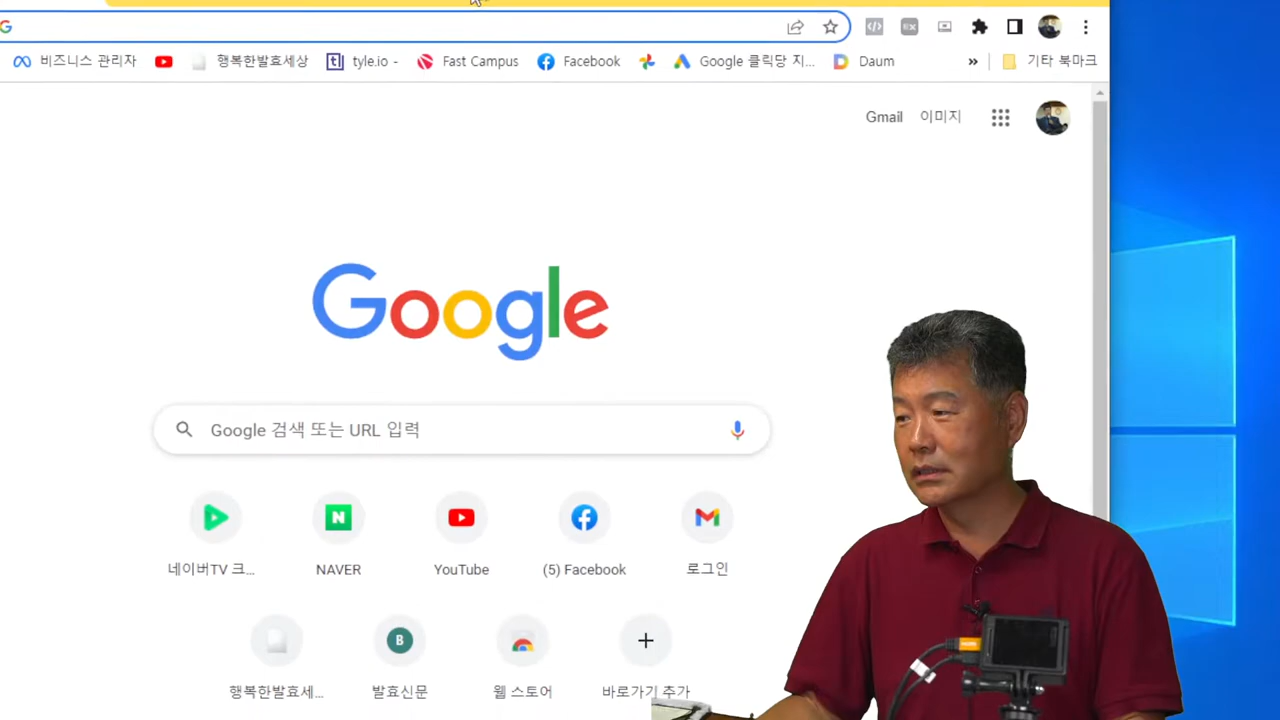 비즈니스 관리자 행복한발효세상 tyle.io - Fast Campus Facebook Google 클릭당 지... Daum » 기타 북마크
Gmail 이미지
Google
Google 검색 또는 URL 입력
네이버TV 크... NAVER YouTube (5) Facebook 로그인
행복한발효세... 발효신문 웹 스토어 바로가기 추가